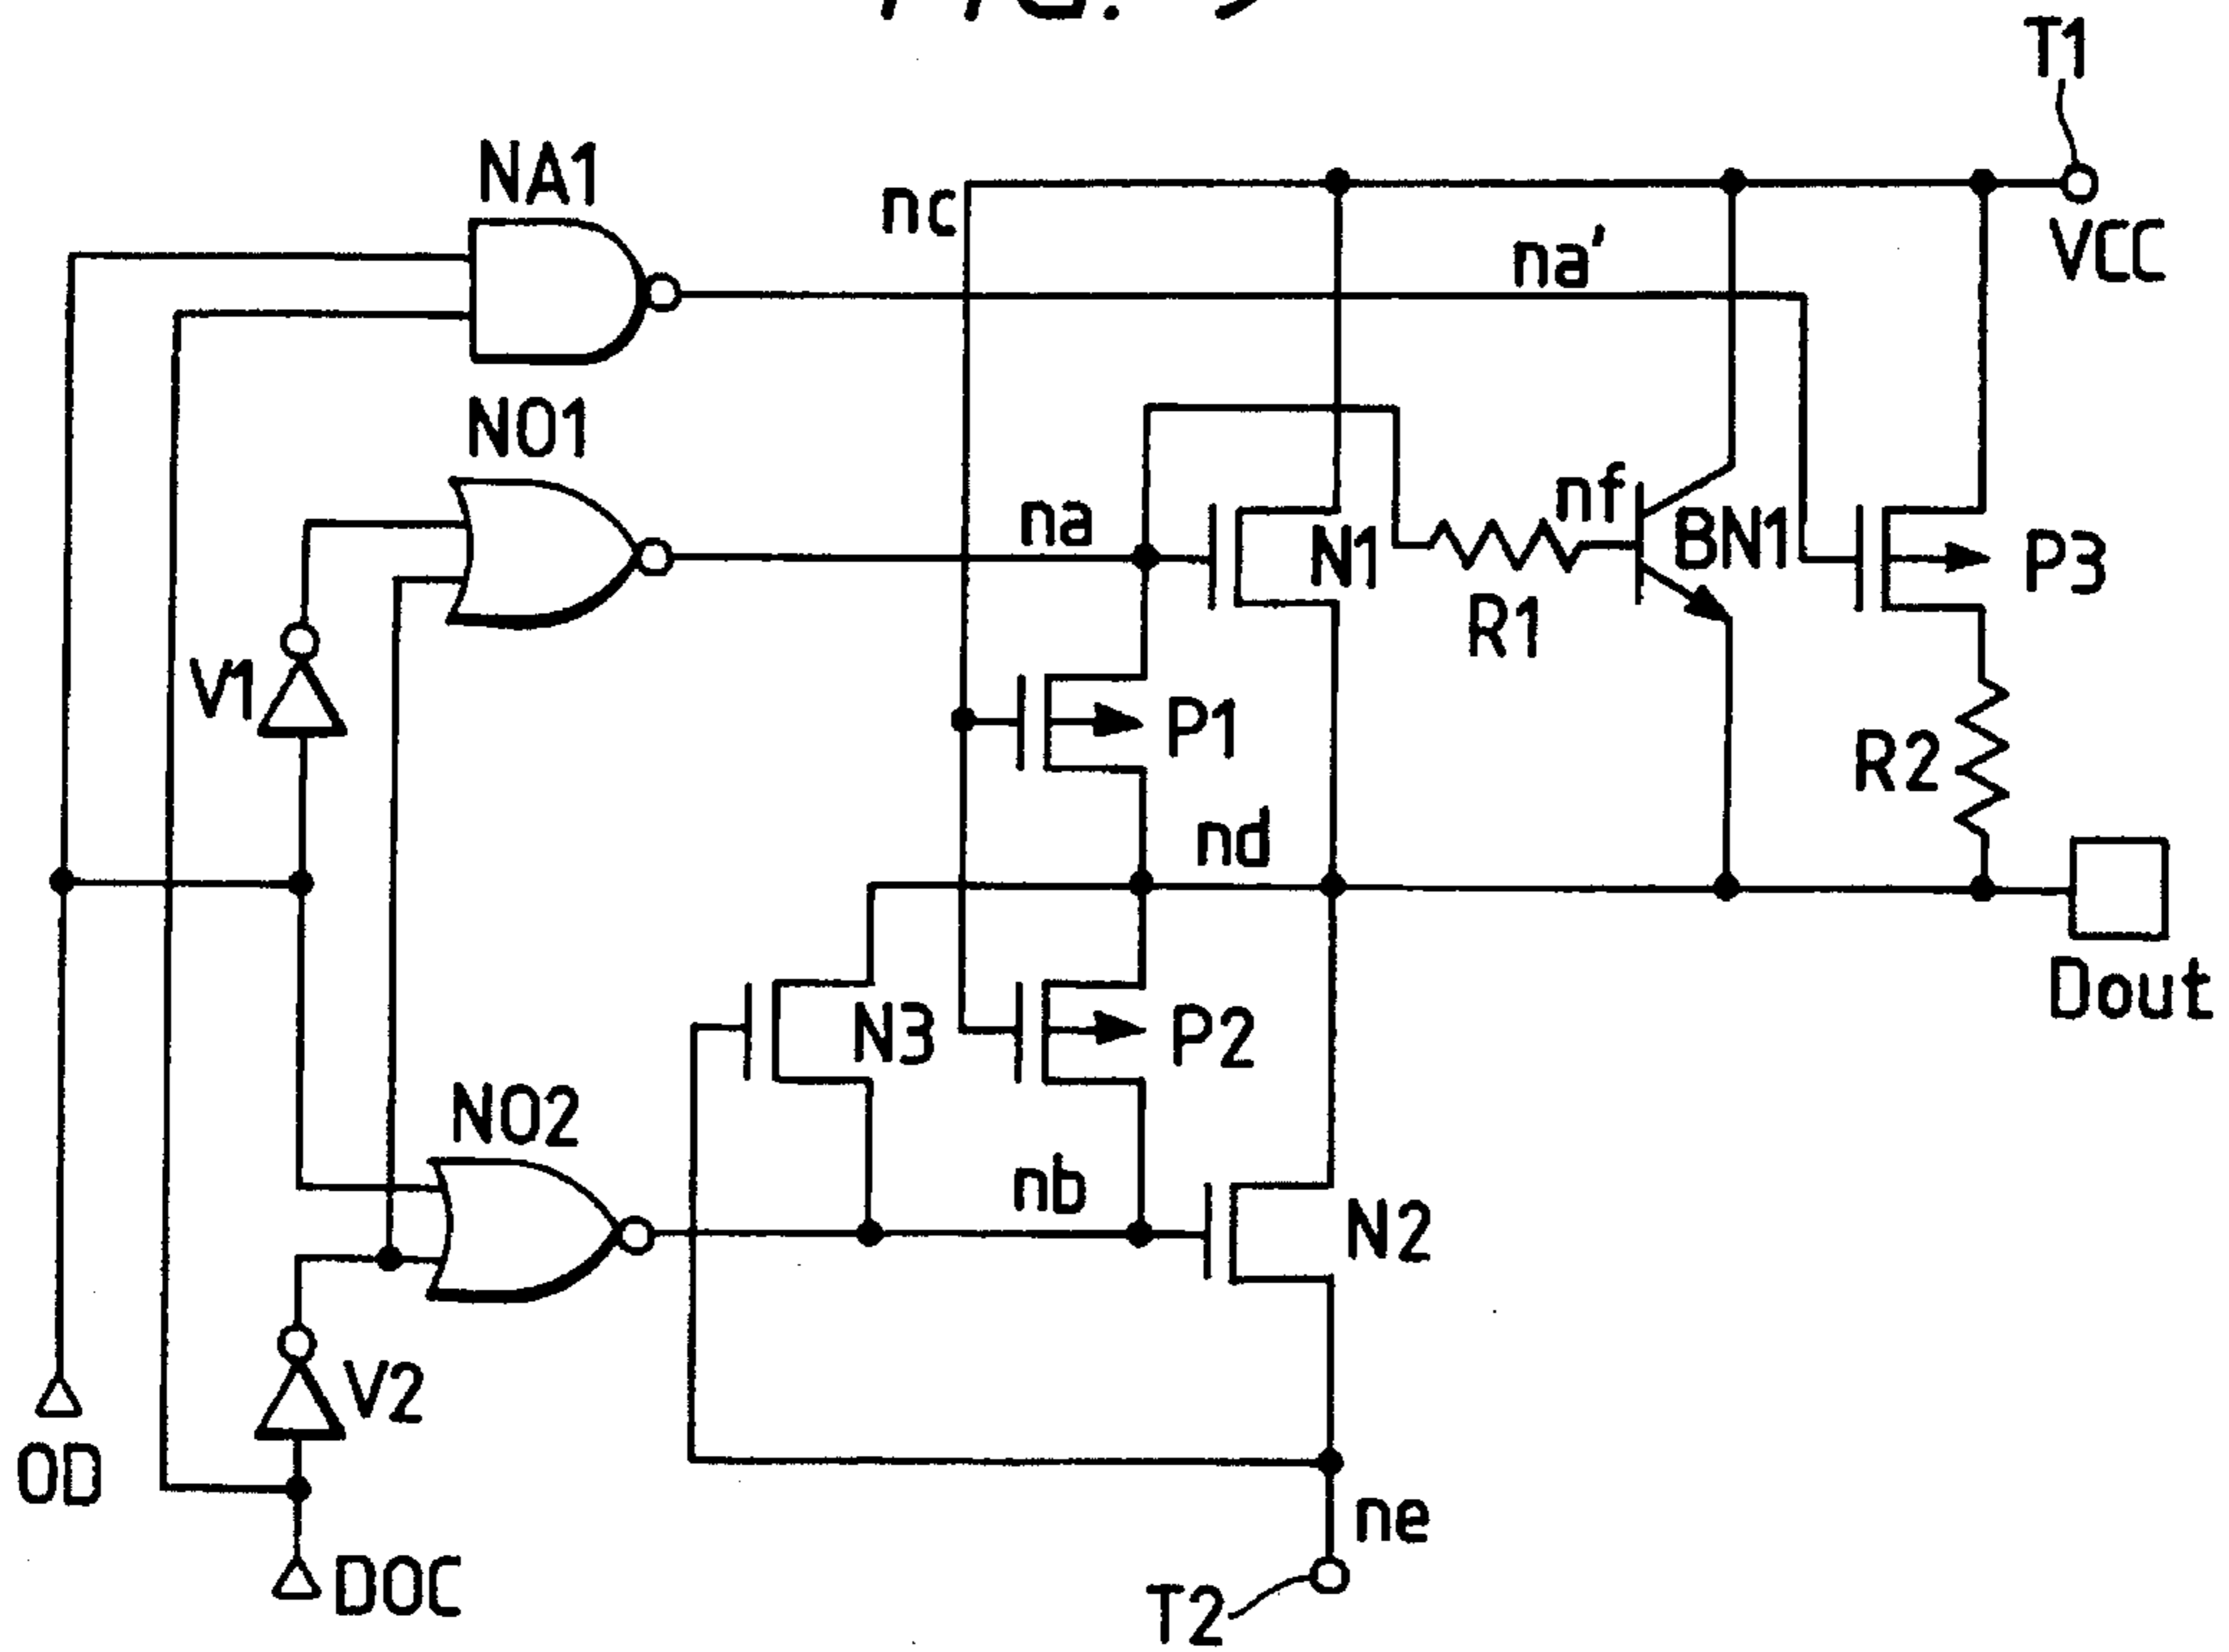 T1
NA1
nc
VCC
na'
NO1
na
nf
N1
BN1
P3
R1
V1
P1
R2
nd
Dout
N3
P2
NO2
nb
N2
V2
OD
ne
DOC
T2